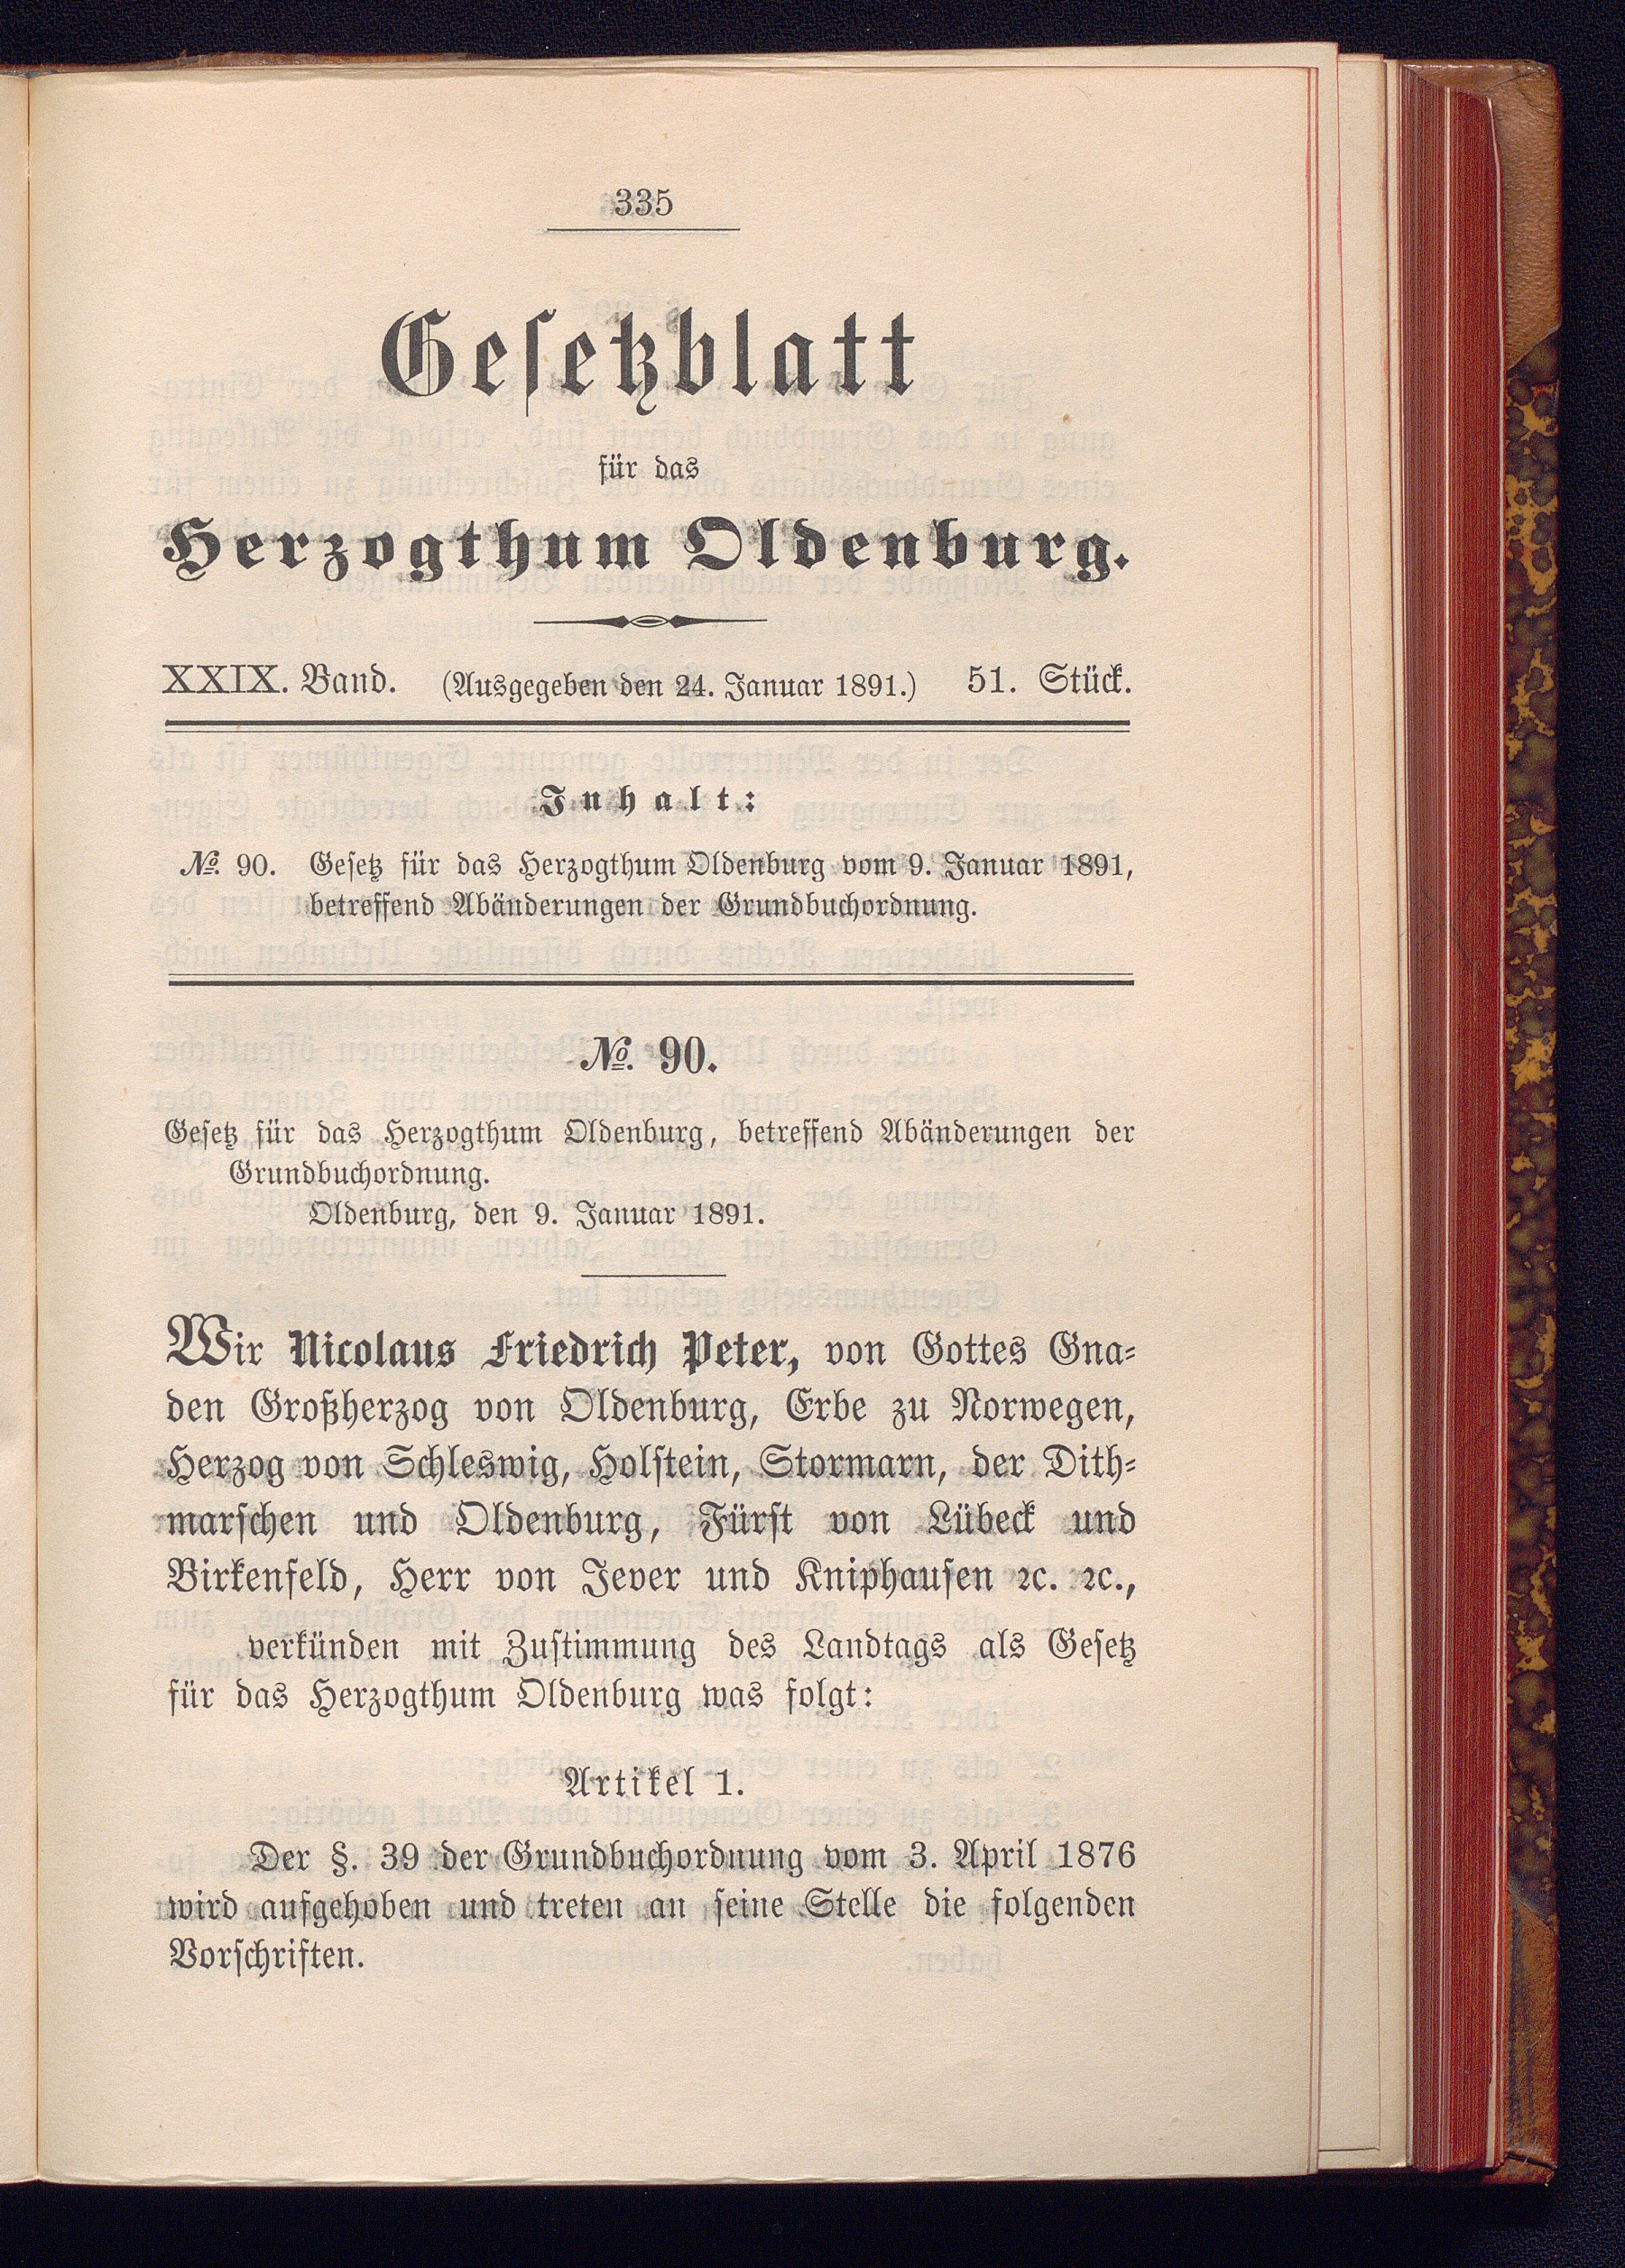 335
Gesetzblatt
für das
Herzogthum Oldenburg.
XXIX. Band. (Ausgegeben den 24. Januar 1891.) 51. Stück.
Inhalt:
№. 90. Gesetz für das Herzogthum Oldenburg vom 9. Januar 1891,
betreffend Abänderungen der Grundbuchordnung.
№. 90.
Gesetz für das Herzogthum Oldenburg, betreffend Abänderungen der
Grundbuchordnung.
Oldenburg, den 9. Januar 1891.
Wir Nicolaus Friedrich Peter, von Gottes Gna-
den Großherzog von Oldenburg, Erbe zu Norwegen,
Herzog von Schleswig, Holstein, Stormarn, der Dith-
marschen und Oldenburg, Fürst von Lübeck und
Birkenfeld, Herr von Jever und Kniphausen ꝛc. ꝛc.,
verkünden mit Zustimmung des Landtags als Gesetz
für das Herzogthum Oldenburg was folgt:
Artikel 1.
Der §. 39 der Grundbuchordnung vom 3. April 1876
wird aufgehoben und treten an seine Stelle die folgenden
Vorschriften.